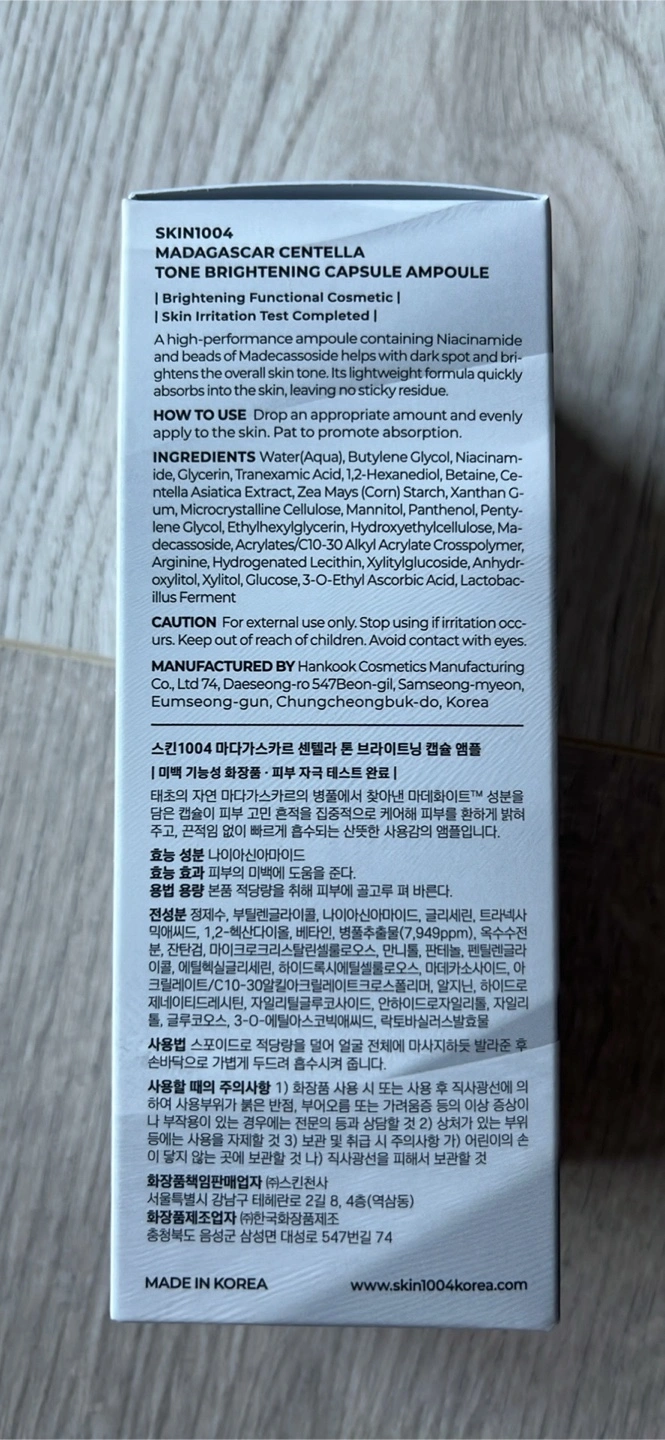 SKIN1004
MADAGASCAR CENTELLA
TONE BRIGHTENING CAPSULE AMPOULE
| Brightening Functional Cosmetic |
| Skin Irritation Test Completed |
A high-performance ampoule containing Niacinamide
and beads of Madecassoside helps with dark spot and bri-
ghtens the overall skin tone. Its lightweight formula quickly
absorbs into the skin, leaving no sticky residue.
HOW TO USE Drop an appropriate amount and evenly
apply to the skin. Pat to promote absorption.
INGREDIENTS Water(Aqua), Butylene Glycol, Niacinam-
ide, Glycerin, Tranexamic Acid, 1,2-Hexanediol, Betaine, Ce-
ntella Asiatica Extract, Zea Mays (Corn) Starch, Xanthan G-
um, Microcrystalline Cellulose, Mannitol, Panthenol, Penty-
lene Glycol, Ethylhexylglycerin, Hydroxyethylcellulose, Ma-
decassoside, Acrylates/C10-30 Alkyl Acrylate Crosspolymer,
Arginine, Hydrogenated Lecithin, Xylitylglucoside, Anhydr-
oxylitol, Xylitol, Glucose, 3-O-Ethyl Ascorbic Acid, Lactobac-
illus Ferment
CAUTION For external use only. Stop using if irritation occ-
urs. Keep out of reach of children. Avoid contact with eyes.
MANUFACTURED BY Hankook Cosmetics Manufacturing
Co., Ltd 74, Daeseong-ro 547Beon-gil, Samseong-myeon,
Eumseong-gun, Chungcheongbuk-do, Korea
스킨1004 마다가스카르 센텔라 톤 브라이트닝 캡슐 앰플
| 미백 기능성 화장품 · 피부 자극 테스트 완료 |
태초의 자연 마다가스카르의 병풀에서 찾아낸 마데화이트™ 성분을
담은 캡슐이 피부 고민 흔적을 집중적으로 케어해 피부를 환하게 밝혀
주고, 끈적임 없이 빠르게 흡수되는 산뜻한 사용감의 앰플입니다.
효능 성분 나이아신아마이드
효능 효과 피부의 미백에 도움을 준다.
용법 용량 본품 적당량을 취해 피부에 골고루 펴 바른다.
전성분 정제수, 부틸렌글라이콜, 나이아신아마이드, 글리세린, 트라넥사
믹애씨드, 1,2-헥산다이올, 베타인, 병풀추출물(7,949ppm), 옥수수전
분, 잔탄검, 마이크로크리스탈린셀룰로오스, 만니톨, 판테놀, 펜틸렌글라
이콜, 에틸헥실글리세린, 하이드록시에틸셀룰로오스, 마데카소사이드, 아
크릴레이트/C10-30알킬아크릴레이트크로스폴리머, 알지닌, 하이드로
제네이티드레시틴, 자일리틸글루코사이드, 안하이드로자일리톨, 자일리
톨, 글루코오스, 3-O-에틸아스코빅애씨드, 락토바실러스발효물
사용법 스포이드로 적당량을 덜어 얼굴 전체에 마사지하듯 발라준 후
손바닥으로 가볍게 두드려 흡수시켜 줍니다.
사용할 때의 주의사항 1) 화장품 사용 시 또는 사용 후 직사광선에 의
하여 사용부위가 붉은 반점, 부어오름 또는 가려움증 등의 이상 증상이
나 부작용이 있는 경우에는 전문의 등과 상담할 것 2) 상처가 있는 부위
등에는 사용을 자제할 것 3) 보관 및 취급 시 주의사항 가) 어린이의 손
이 닿지 않는 곳에 보관할 것 나) 직사광선을 피해서 보관할 것
화장품책임판매업자 ㈜스킨천사
서울특별시 강남구 테헤란로 2길 8, 4층(역삼동)
화장품제조업자 ㈜한국화장품제조
충청북도 음성군 삼성면 대성로 547번길 74
MADE IN KOREA
www.skin1004korea.com